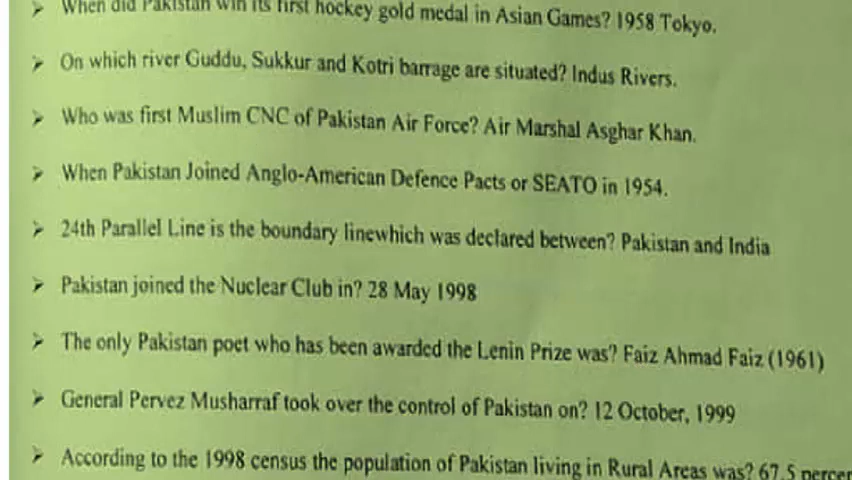 ➢ When did Pakistan win its first hockey gold medal in Asian Games? 1958 Tokyo.
➢ On which river Guddu, Sukkur and Kotri barrage are situated? Indus Rivers.
➢ Who was first Muslim CNC of Pakistan Air Force? Air Marshal Asghar Khan.
➢ When Pakistan Joined Anglo-American Defence Pacts or SEATO in 1954.
➢ 24th Parallel Line is the boundary linewhich was declared between? Pakistan and India
➢ Pakistan joined the Nuclear Club in? 28 May 1998
➢ The only Pakistan poet who has been awarded the Lenin Prize was? Faiz Ahmad Faiz (1961)
➢ General Pervez Musharraf took over the control of Pakistan on? 12 October, 1999
➢ According to the 1998 census the population of Pakistan living in Rural Areas was? 67.5 percen